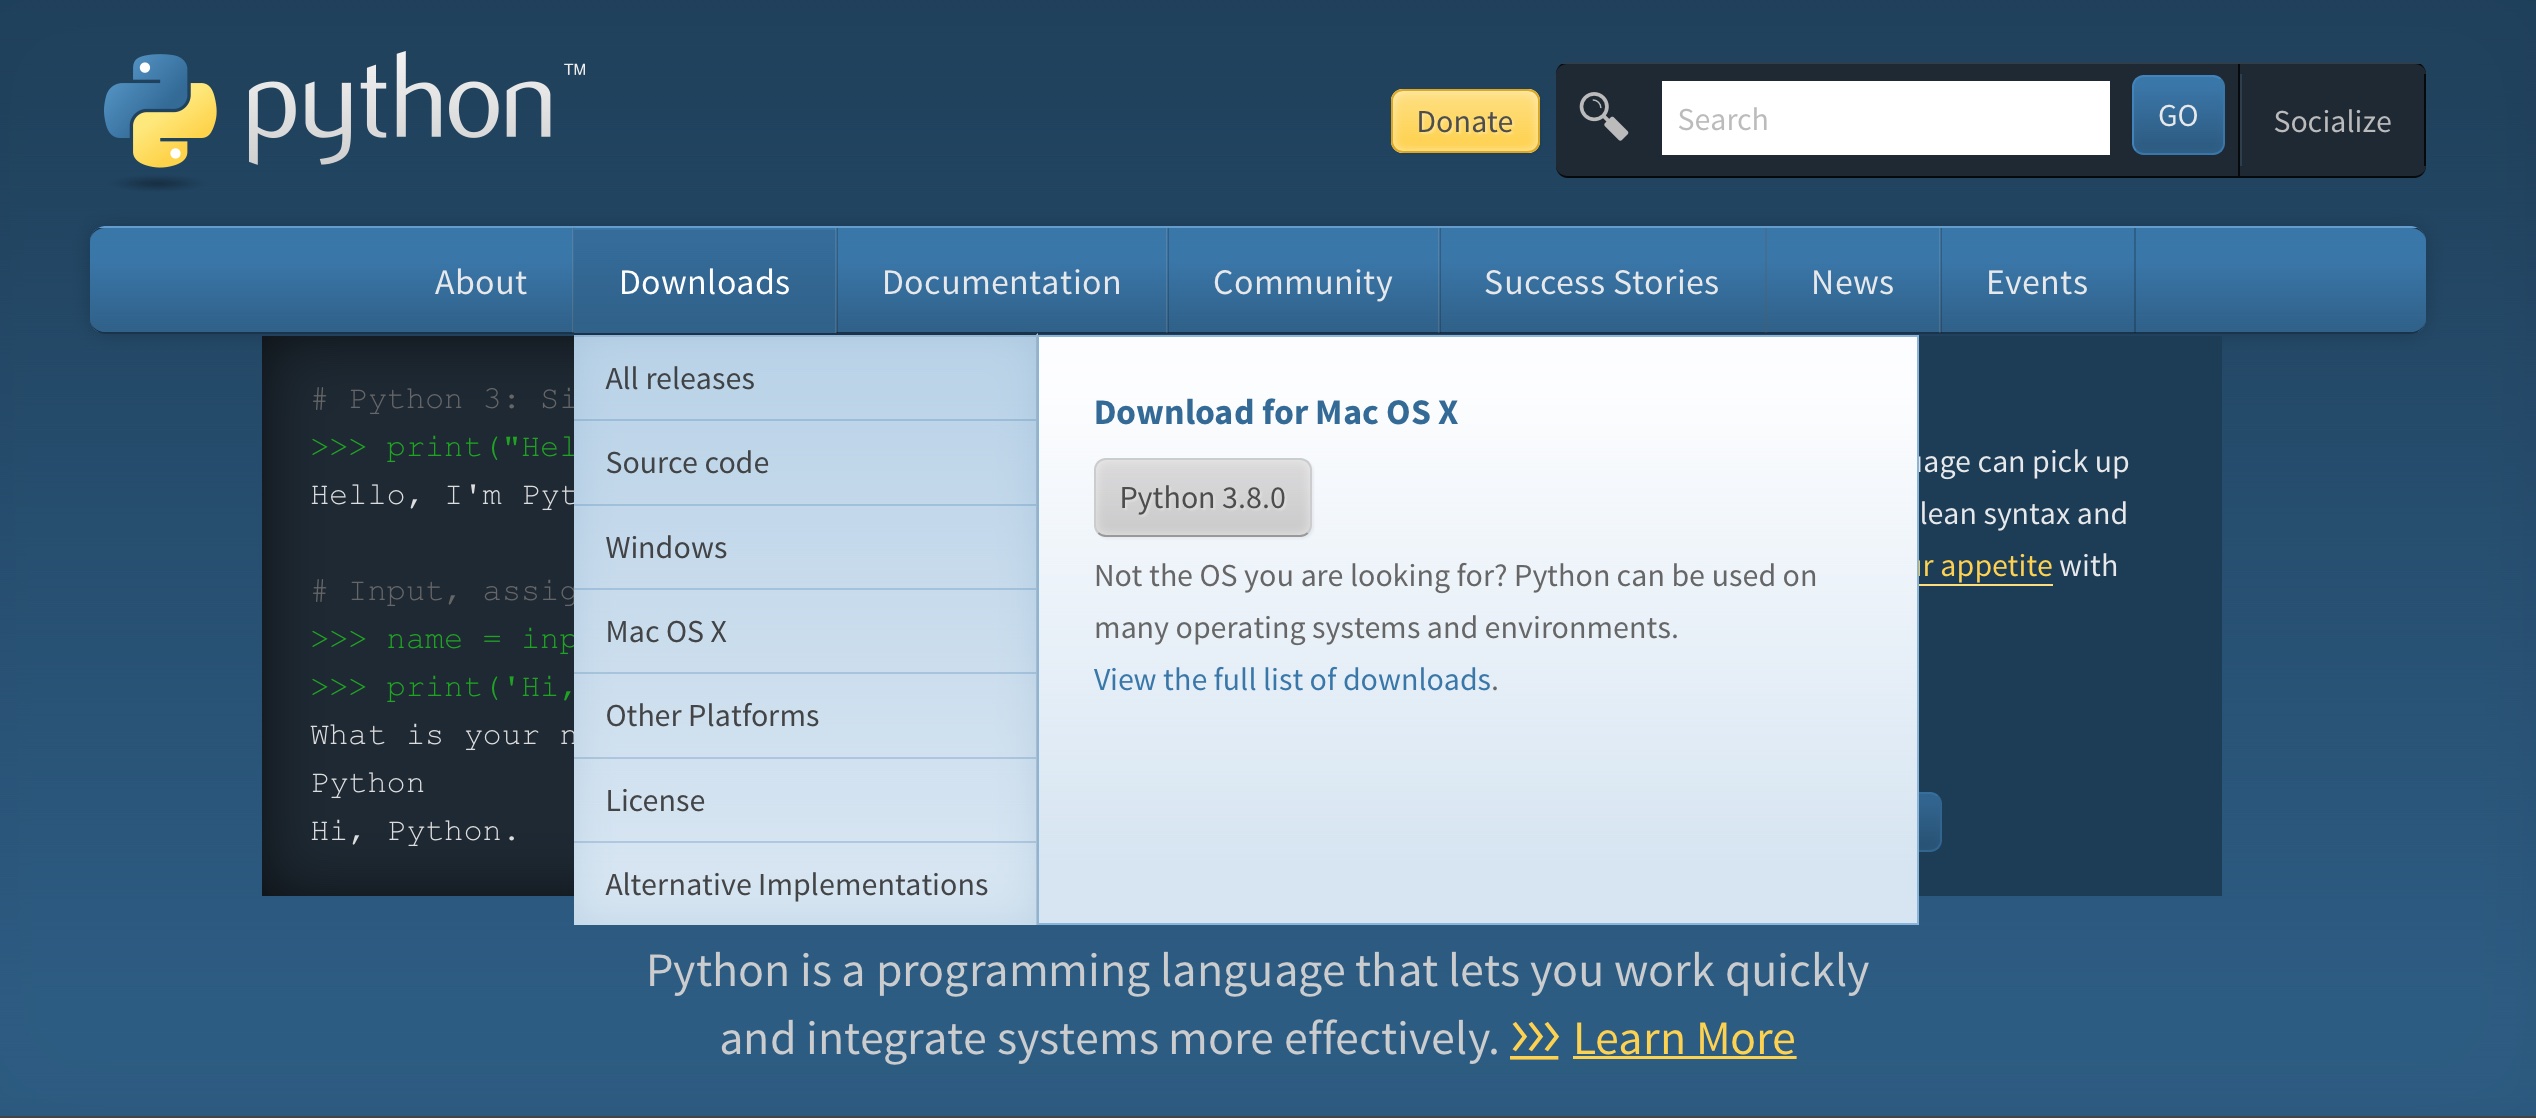 python™
Donate
Search
GO
Socialize
About
Downloads
Documentation
Community
Success Stories
News
Events
# Python 3:
>>> print("Hel
Hello, I'm Pyt
# Input, assig
>>> name = inp
>>> print('Hi,
What is your n
Python
Hi, Python.
All releases
Source code
Windows
Mac OS X
Other Platforms
License
Alternative Implementations
Download for Mac OS X
Python 3.8.0
Not the OS you are looking for? Python can be used on
many operating systems and environments.
View the full list of downloads.
can pick up
syntax and
appetite with
Python is a programming language that lets you work quickly
and integrate systems more effectively. >>> Learn More